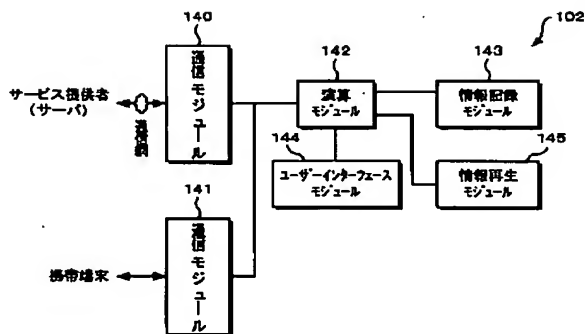 102
140
通信モジュール
サービス提供者
(サーバ)
142
演算
モジュール
143
情報記録
モジュール
144
ユーザーインターフェース
モジュール
145
情報再生
モジュール
141
通信モジュール
携帯端末